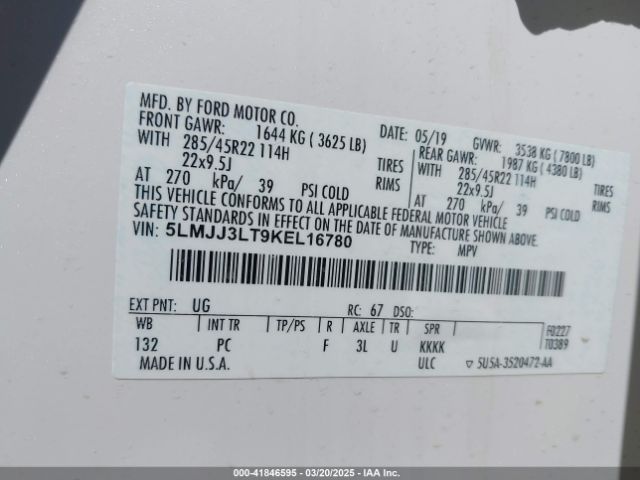 MFD. BY FORD MOTOR CO.
DATE: 05/19 GVWR: 3538 KG ( 7800 LB)
FRONT GAWR: 1644 KG ( 3625 LB)
REAR GAWR: 1987 KG ( 4380 LB)
WITH 285/45R22 114H TIRES
WITH 285/45R22 114H TIRES
22x9.5J RIMS
22x9.5J RIMS
AT 270 kPa/ 39 PSI COLD
AT 270 kPa/ 39 PSI COLD
THIS VEHICLE CONFORMS TO ALL APPLICABLE FEDERAL MOTOR VEHICLE
SAFETY STANDARDS IN EFFECT ON THE DATE OF MANUFACTURE SHOWN ABOVE.
VIN: 5LMJJ3LT9KEL16780
TYPE: MPV
EXT PNT: UG RC: 67 DSO:
WB INT TR TP/PS R AXLE TR SPR F0227
132 PC F 3L U KKKK T0389
MADE IN U.S.A. ULC ▽ 5U5A-3520472-AA
000-41846595 - 03/20/2025 - IAA Inc.